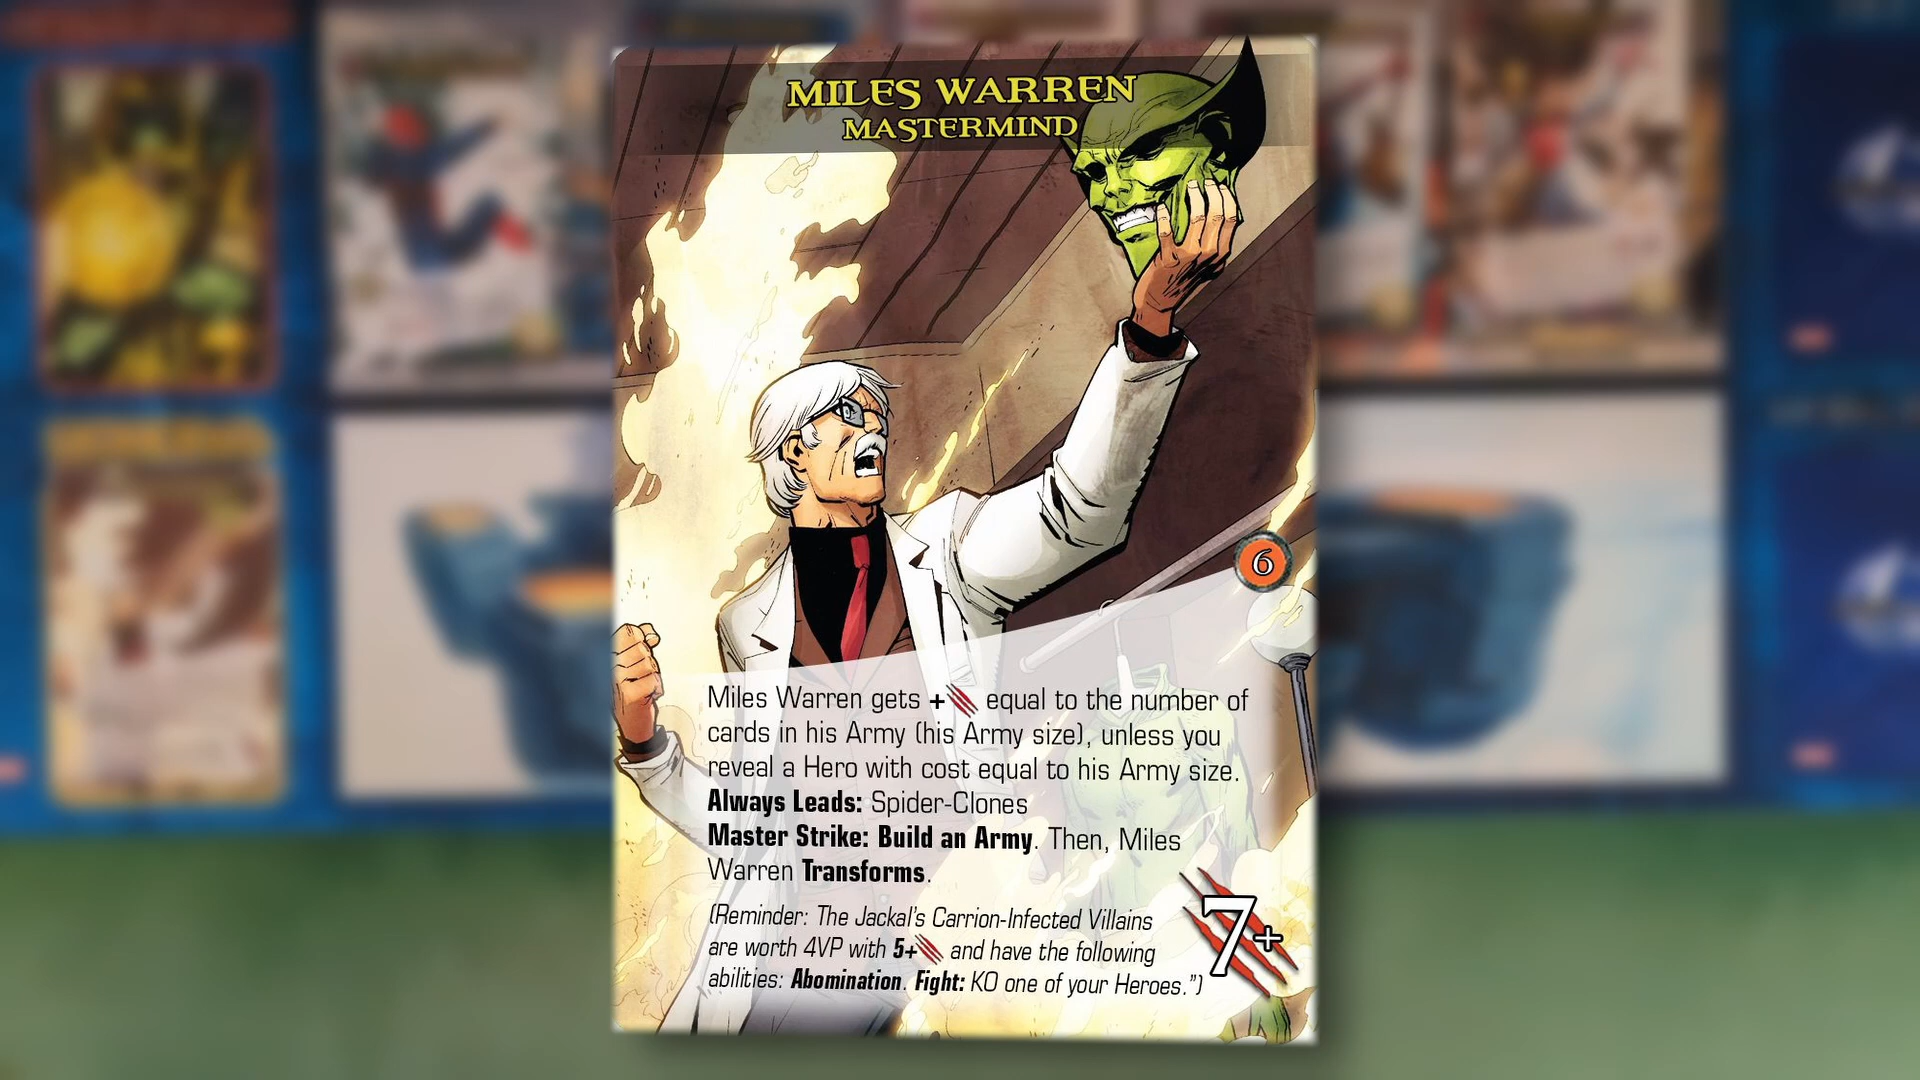 MILES WARREN
MASTERMIND
6
Miles Warren gets + equal to the number of
cards in his Army (his Army size), unless you
reveal a Hero with cost equal to his Army size.
Always Leads: Spider-Clones
Master Strike: Build an Army. Then, Miles
Warren Transforms.
(Reminder: The Jackal's Carrion-Infected Villains
are worth 4VP with 5+ and have the following
abilities: Abomination. Fight: KO one of your Heroes.")
7+